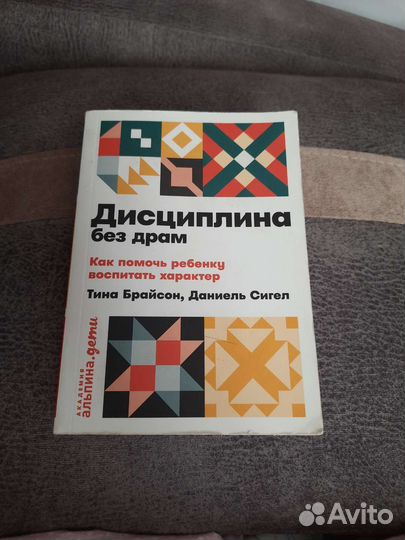 Дисциплина
без драм
Как помочь ребенку
воспитать характер
Тина Брайсон, Даниель Сигел
АКАДЕМИЯ
альпина.дети
Avito